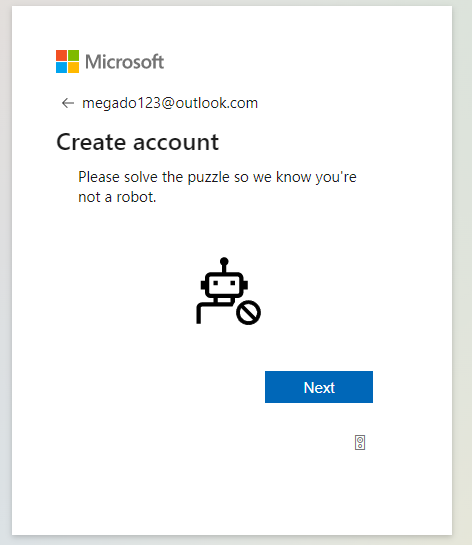 Microsoft
megado123@outlook.com
Create account
Please solve the puzzle so we know you're
not a robot.
Next